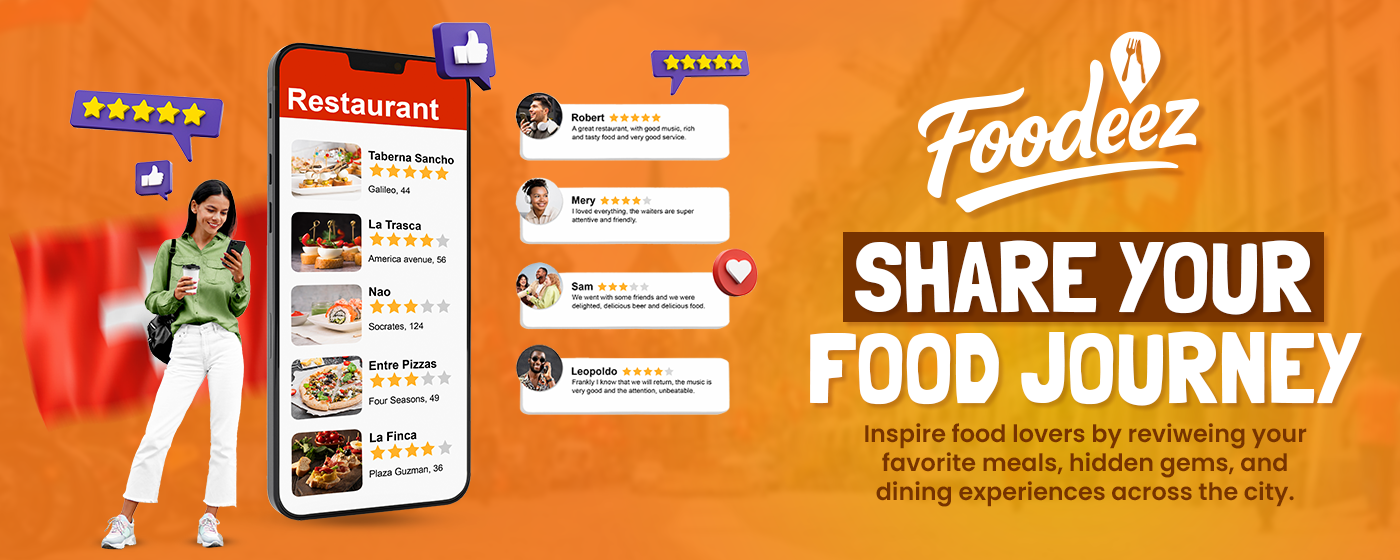 Restaurant
Taberna Sancho
Galileo, 44
La Trasca
America avenue, 56
Nao
Socrates, 124
Entre Pizzas
Four Seasons, 49
La Finca
Plaza Guzman, 36
Robert
A great restaurant, with good music, rich
and tasty food and very good service.
Mery
I loved everything, the waiters are super
attentive and friendly.
Sam
We went with some friends and we were
delighted, delicious beer and delicious food.
Leopoldo
Frankly I know that we will return, the music is
very good and the attention, unbeatable.
Foodeez
SHARE YOUR
FOOD JOURNEY
Inspire food lovers by reviweing your
favorite meals, hidden gems, and
dining experiences across the city.